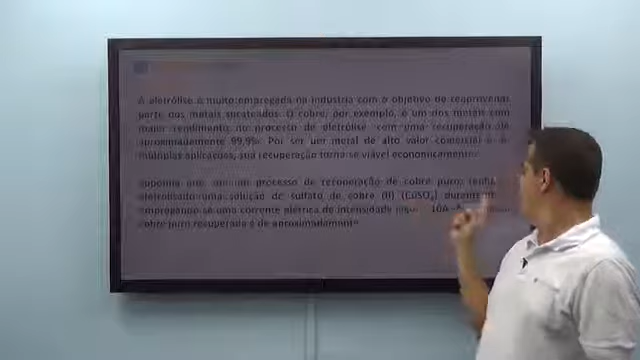 A eletrólise é muito empregada na indústria com o objetivo de reaproveitar
parte dos metais sucateados. O cobre, por exemplo, é um dos metais com
maior rendimento no processo de eletrólise, com uma recuperação de
aproximadamente 99,9%. Por ser um metal de alto valor comercial e de
múltiplas aplicações, sua recuperação torna-se viável economicamente.
Suponha que, em um processo de recuperação de cobre puro, tenha
eletrolisado uma solução de sulfato de cobre (II) (CuSO₄) durante
empregando-se uma corrente elétrica de intensidade igual 10A
cobre puro recuperada é de aproximadamente